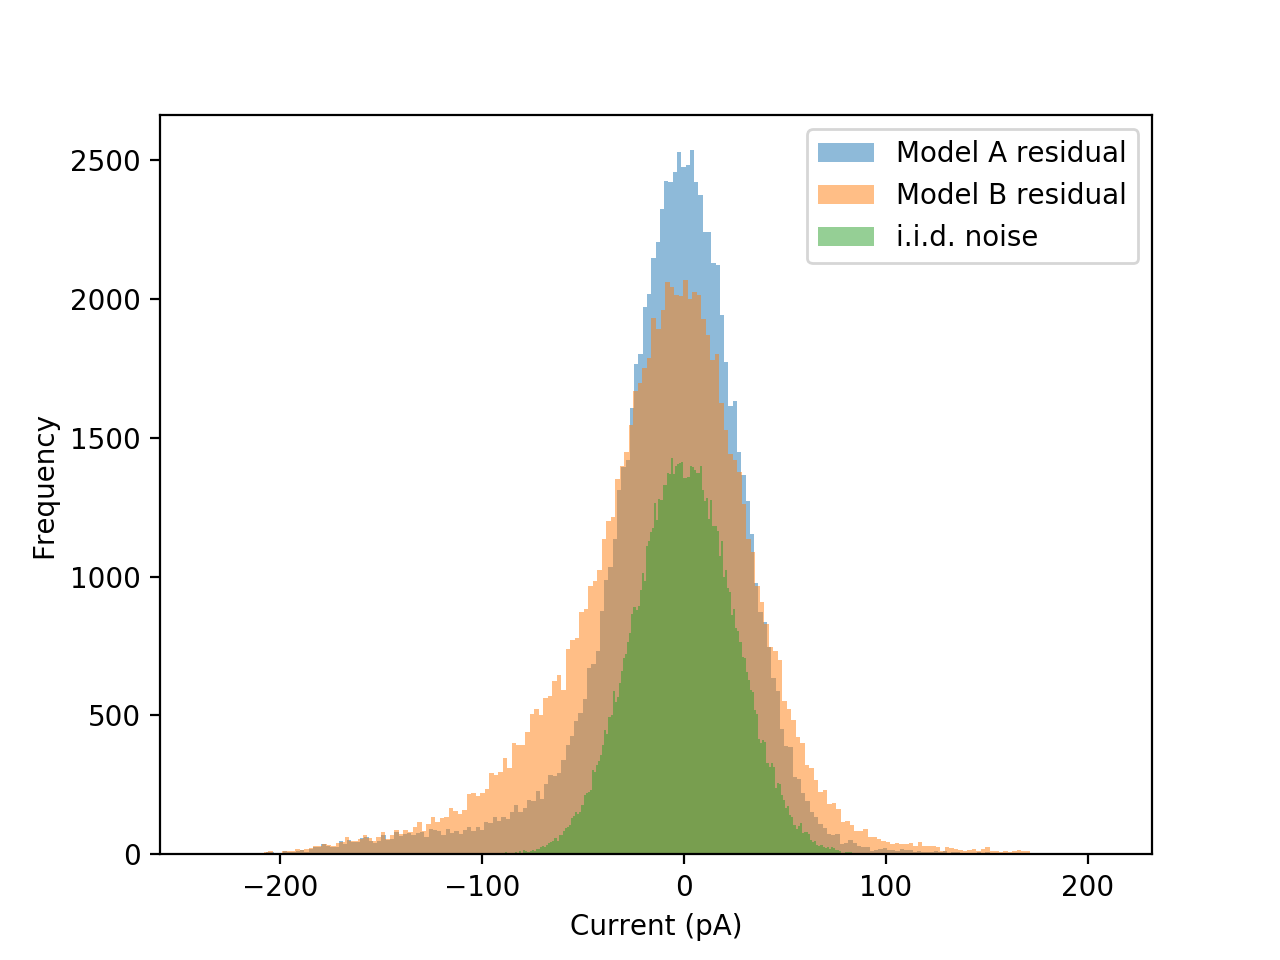 Model A residual
Model B residual
i.i.d. noise
2500
2000
1500
1000
500
0
Frequency
−200 −100 0 100 200
Current (pA)